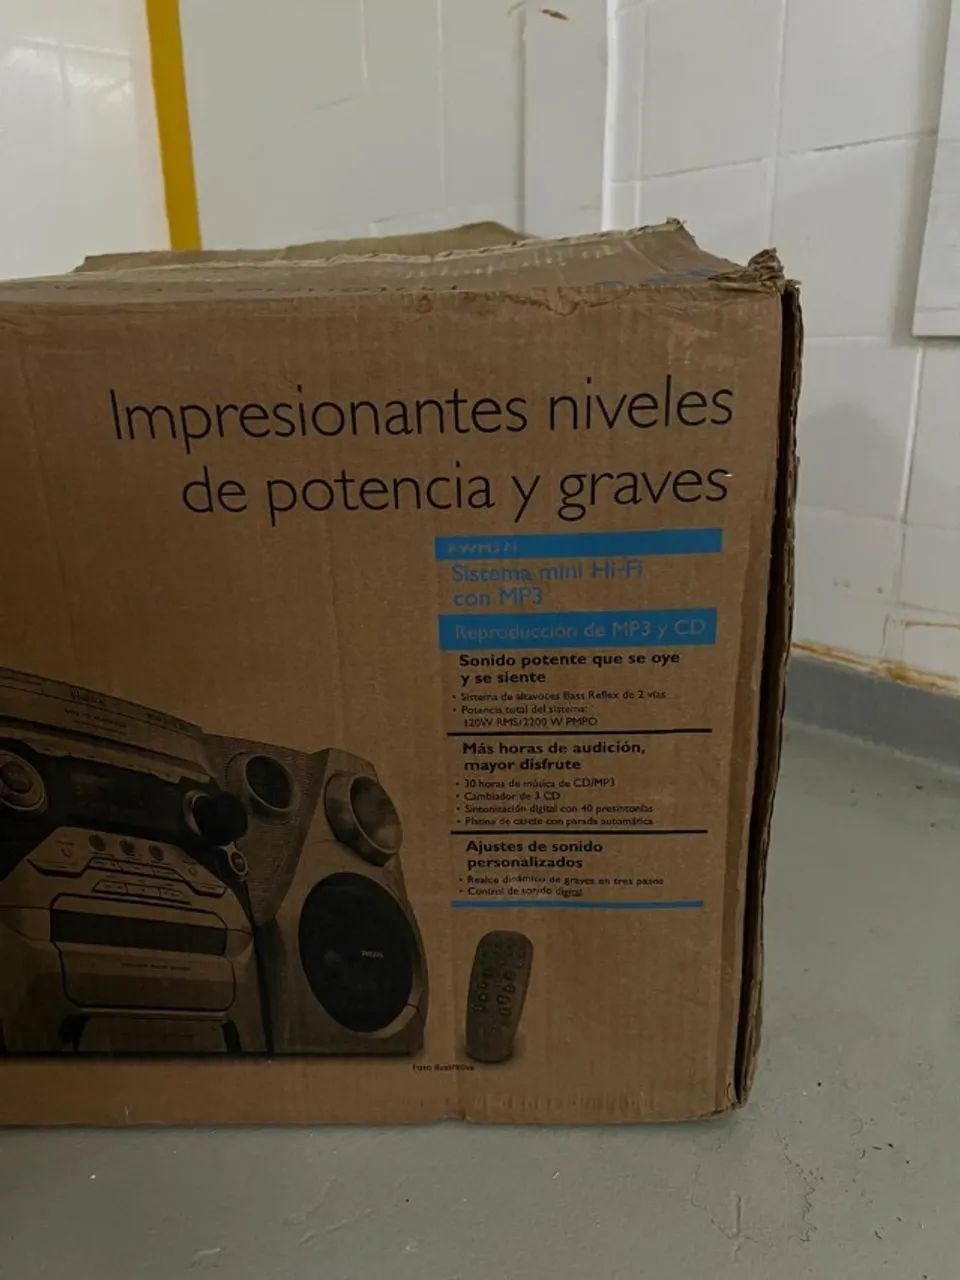 Impresionantes niveles
de potencia y graves
FWM371
Sistema mini Hi-Fi
con MP3
Reproducción de MP3 y CD
Sonido potente que se oye
y se siente
• Sistema de altavoces Bass Reflex de 2 vías
• Potencia total del sistema:
120W RMS/2200 W PMPO
Más horas de audición,
mayor disfrute
• 30 horas de música de CD/MP3
• Cambiador de 3 CD
• Sintonización digital con 40 presintonías
• Platina de casete con parada automática
Ajustes de sonido
personalizados
• Realce dinámico de graves en tres pasos
• Control de sonido digital
PHILIPS
Foto ilustrativa